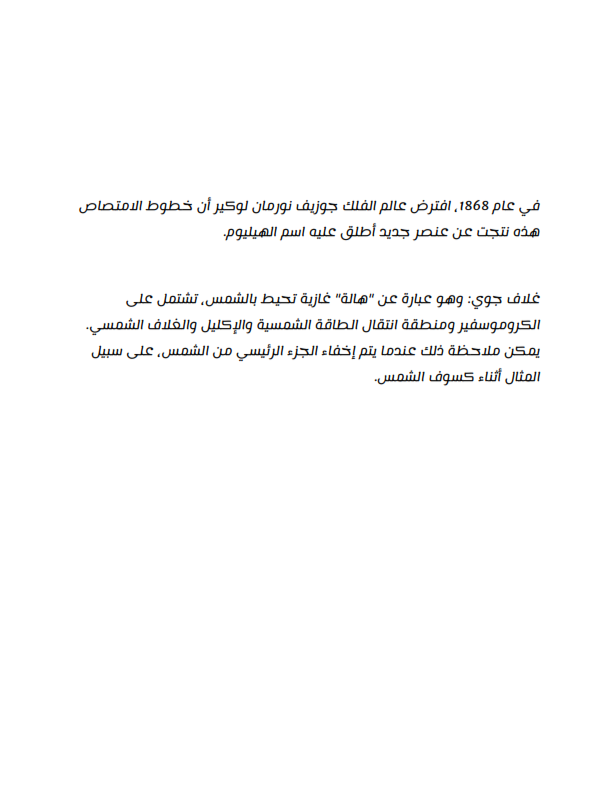 في عام 1868، افترض عالم الفلك جوزيف نورمان لوكير أن خطوط الامتصاص
هذه نتجت عن عنصر جديد أطلق عليه اسم الهيليوم.
غلاف جوي: وهو عبارة عن "هالة" غازية تحيط بالشمس، تشتمل على
الكروموسفير ومنطقة انتقال الطاقة الشمسية والإكليل والغلاف الشمسي.
يمكن ملاحظة ذلك عندما يتم إخفاء الجزء الرئيسي من الشمس، على سبيل
المثال أثناء كسوف الشمس.